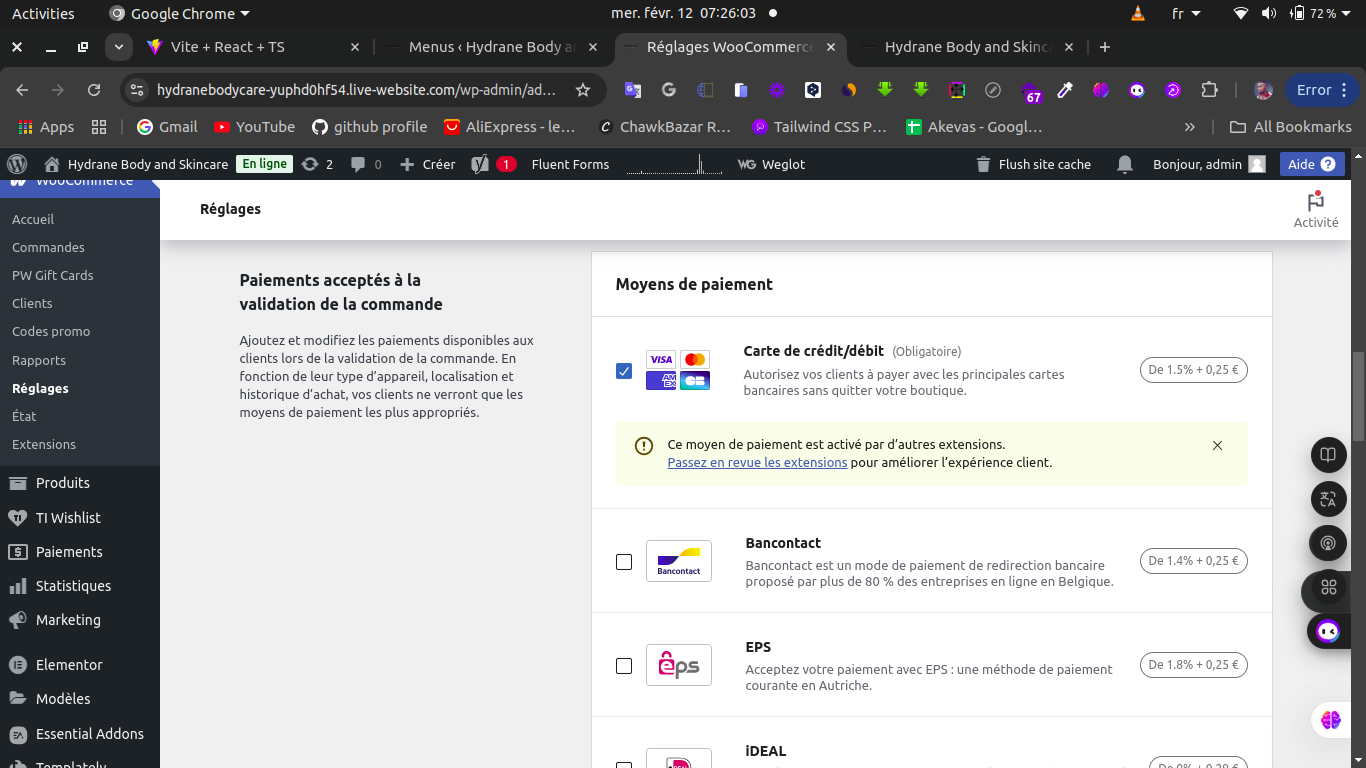 Activities
Google Chrome
mer. févr. 12 07:26:03
fr
72 %
Vite + React + TS
Menus ‹ Hydrane Body a
Réglages WooCommerce
Hydrane Body and Skinca
hydranebodycare-yuphd0hf54.live-website.com/wp-admin/ad…
67
Error
Apps
Gmail
YouTube
github profile
AliExpress - le…
ChawkBazar R…
Tailwind CSS P…
Akevas - Googl…
»
All Bookmarks
Hydrane Body and Skincare
En ligne
2
0
Créer
1
Fluent Forms
WG Weglot
Flush site cache
Bonjour, admin
Aide
WooCommerce
Accueil
Commandes
PW Gift Cards
Clients
Codes promo
Rapports
Réglages
État
Extensions
Produits
TI Wishlist
Paiements
Statistiques
Marketing
Elementor
Modèles
Essential Addons
Templately
Réglages
Activité
Paiements acceptés à la
validation de la commande
Ajoutez et modifiez les paiements disponibles aux
clients lors de la validation de la commande. En
fonction de leur type d’appareil, localisation et
historique d’achat, vos clients ne verront que les
moyens de paiement les plus appropriés.
Moyens de paiement
VISA
AM
EX
CB
Carte de crédit/débit (Obligatoire)
Autorisez vos clients à payer avec les principales cartes
bancaires sans quitter votre boutique.
De 1.5% + 0,25 €
Ce moyen de paiement est activé par d’autres extensions.
Passez en revue les extensions pour améliorer l’expérience client.
Bancontact
Bancontact
Bancontact est un mode de paiement de redirection bancaire
proposé par plus de 80 % des entreprises en ligne en Belgique.
De 1.4% + 0,25 €
eps
EPS
Acceptez votre paiement avec EPS : une méthode de paiement
courante en Autriche.
De 1.8% + 0,25 €
iDEAL
De 0% + 0,29 €